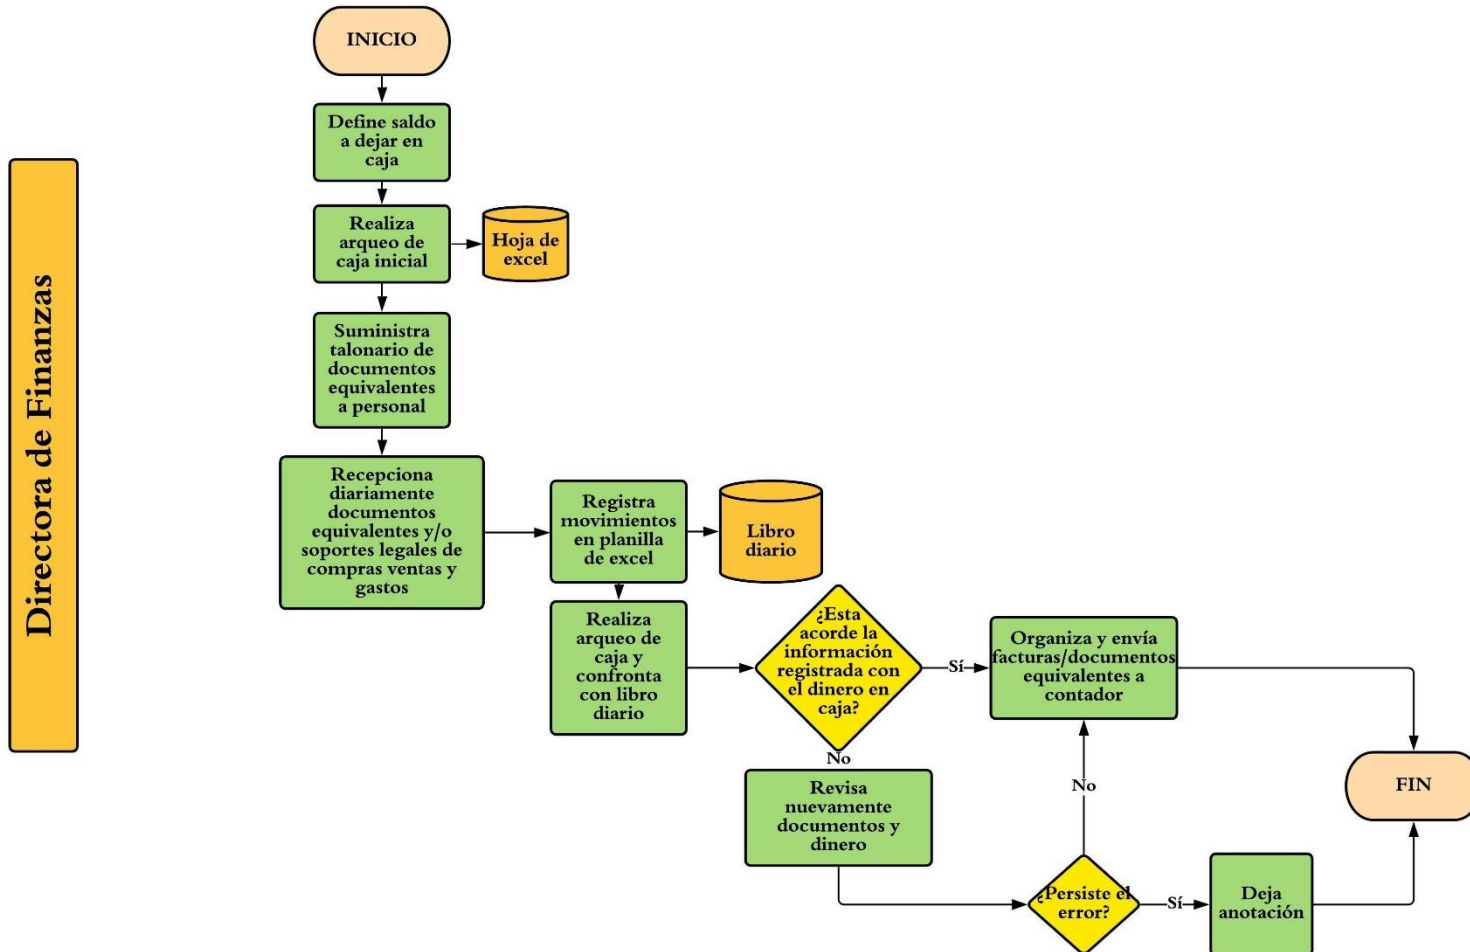 Directora de Finanzas
INICIO
Define saldo
a dejar en
caja
Realiza
arqueo de
caja inicial
Hoja de
excel
Suministra
talonario de
documentos
equivalentes
a personal
Recepciona
diariamente
documentos
equivalentes y/o
soportes legales de
compras ventas y
gastos
Registra
movimientos
en planilla
de excel
Libro
diario
Realiza
arqueo de
caja y
confronta
con libro
diario
¿Esta
acorde la
información
registrada con
el dinero en
caja?
Sí
Organiza y envía
facturas/documentos
equivalentes a
contador
No
Revisa
nuevamente
documentos y
dinero
¿Persiste el
error?
No
Sí
Deja
anotación
FIN